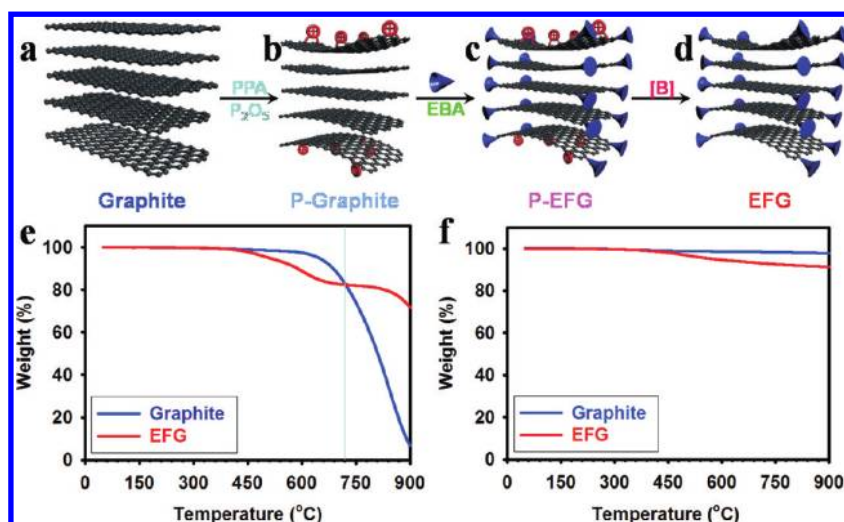 a
b
c
d
PPA
P₂O₅
EBA
[B]
Graphite
P-Graphite
P-EFG
EFG
e
100
80
60
40
20
0
Weight (%)
Graphite
EFG
0 150 300 450 600 750 900
Temperature (°C)
f
100
80
60
40
20
0
Weight (%)
Graphite
EFG
0 150 300 450 600 750 900
Temperature (°C)